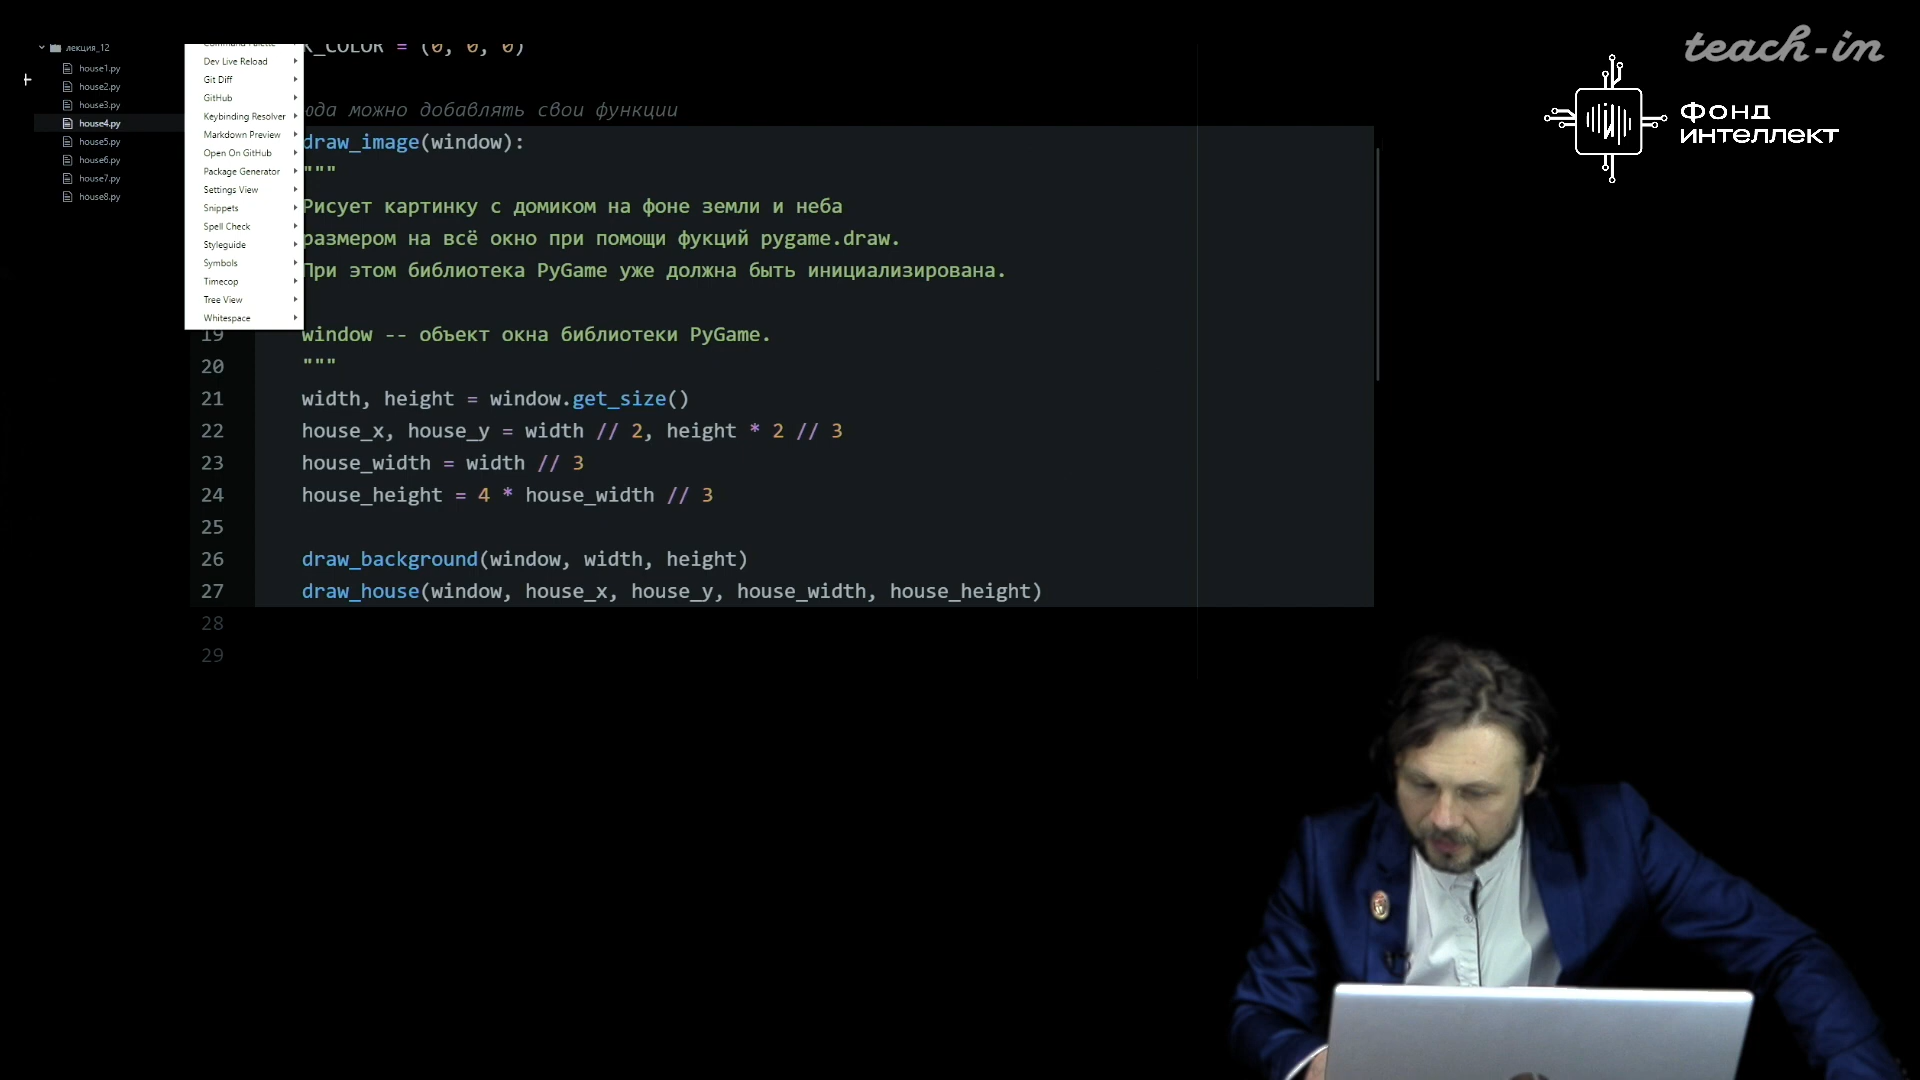 teach-in
Фонд
интеллект
лекция_12
house1.py
house2.py
house3.py
house4.py
house5.py
house6.py
house7.py
house8.py
Command Palette
Dev Live Reload
Git Diff
GitHub
Keybinding Resolver
Markdown Preview
Open On GitHub
Package Generator
Settings View
Snippets
Spell Check
Styleguide
Symbols
Timecop
Tree View
Whitespace
K_COLOR = (0, 0, 0)
юда можно добавлять свои функции
draw_image(window):
"""
Рисует картинку с домиком на фоне земли и неба
размером на всё окно при помощи фукций pygame.draw.
При этом библиотека PyGame уже должна быть инициализирована.
19 window -- объект окна библиотеки PyGame.
20 """
21 width, height = window.get_size()
22 house_x, house_y = width // 2, height * 2 // 3
23 house_width = width // 3
24 house_height = 4 * house_width // 3
25
26 draw_background(window, width, height)
27 draw_house(window, house_x, house_y, house_width, house_height)
28
29